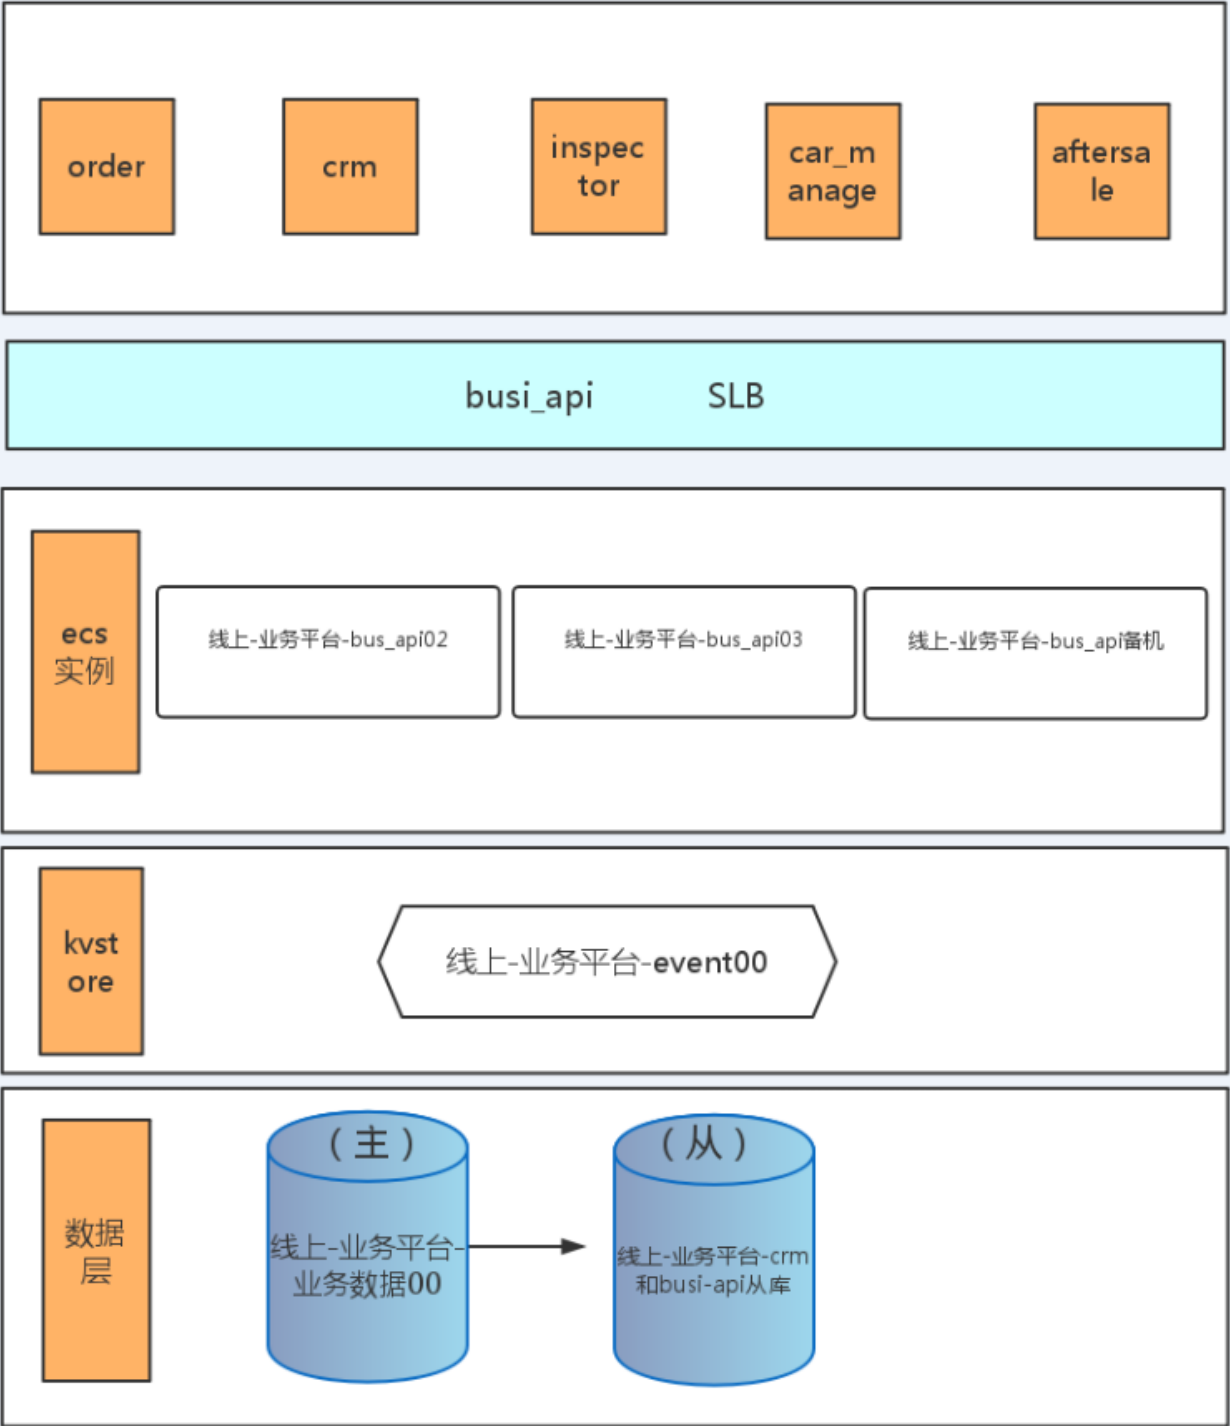 order
crm
inspec
tor
car_m
anage
aftersa
le
busi_api SLB
ecs
实例
线上-业务平台-bus_api02
线上-业务平台-bus_api03
线上-业务平台-bus_api备机
kvst
ore
线上-业务平台-event00
数据
层
（主）
线上-业务平台-
业务数据00
（从）
线上-业务平台-crm
和busi-api从库